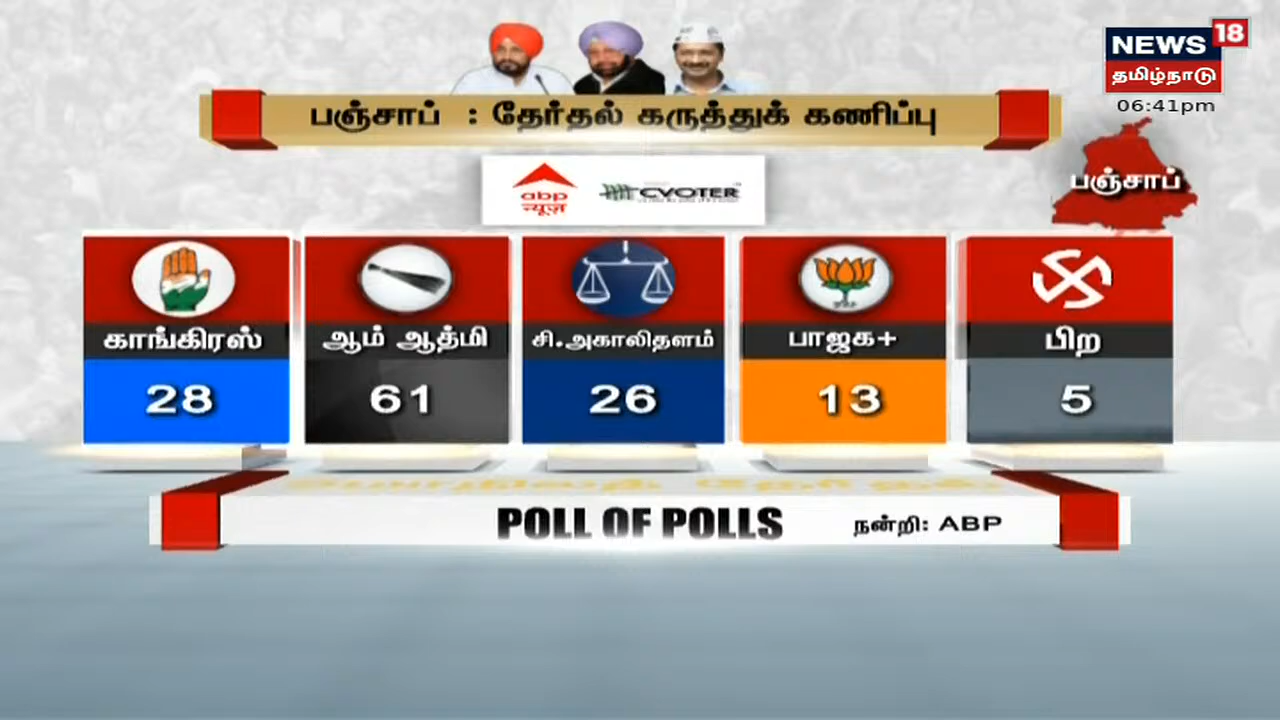 NEWS 18
தமிழ்நாடு
06:41pm
பஞ்சாப் : தேர்தல் கருத்துக் கணிப்பு
பஞ்சாப்
abp
न्यूज़
CVOTER
காங்கிரஸ்
ஆம் ஆத்மி
சி.அகாலிதளம்
பாஜக+
பிற
28
61
26
13
5
POLL OF POLLS
நன்றி: ABP